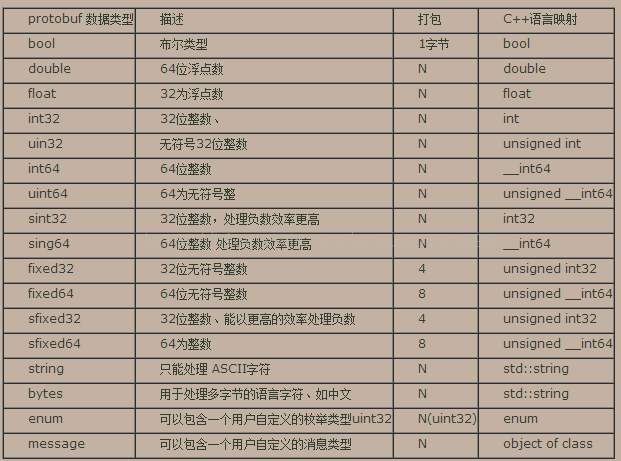 protobuf 数据类型 描述 打包 C++语言映射
bool 布尔类型 1字节 bool
double 64位浮点数 N double
float 32为浮点数 N float
int32 32位整数、 N int
uin32 无符号32位整数 N unsigned int
int64 64位整数 N __int64
uint64 64为无符号整 N unsigned __int64
sint32 32位整数，处理负数效率更高 N int32
sing64 64位整数 处理负数效率更高 N __int64
fixed32 32位无符号整数 4 unsigned int32
fixed64 64位无符号整数 8 unsigned __int64
sfixed32 32位整数、能以更高的效率处理负数 4 unsigned int32
sfixed64 64为整数 8 unsigned __int64
string 只能处理 ASCII字符 N std::string
bytes 用于处理多字节的语言字符、如中文 N std::string
enum 可以包含一个用户自定义的枚举类型uint32 N(uint32) enum
message 可以包含一个用户自定义的消息类型 N object of class